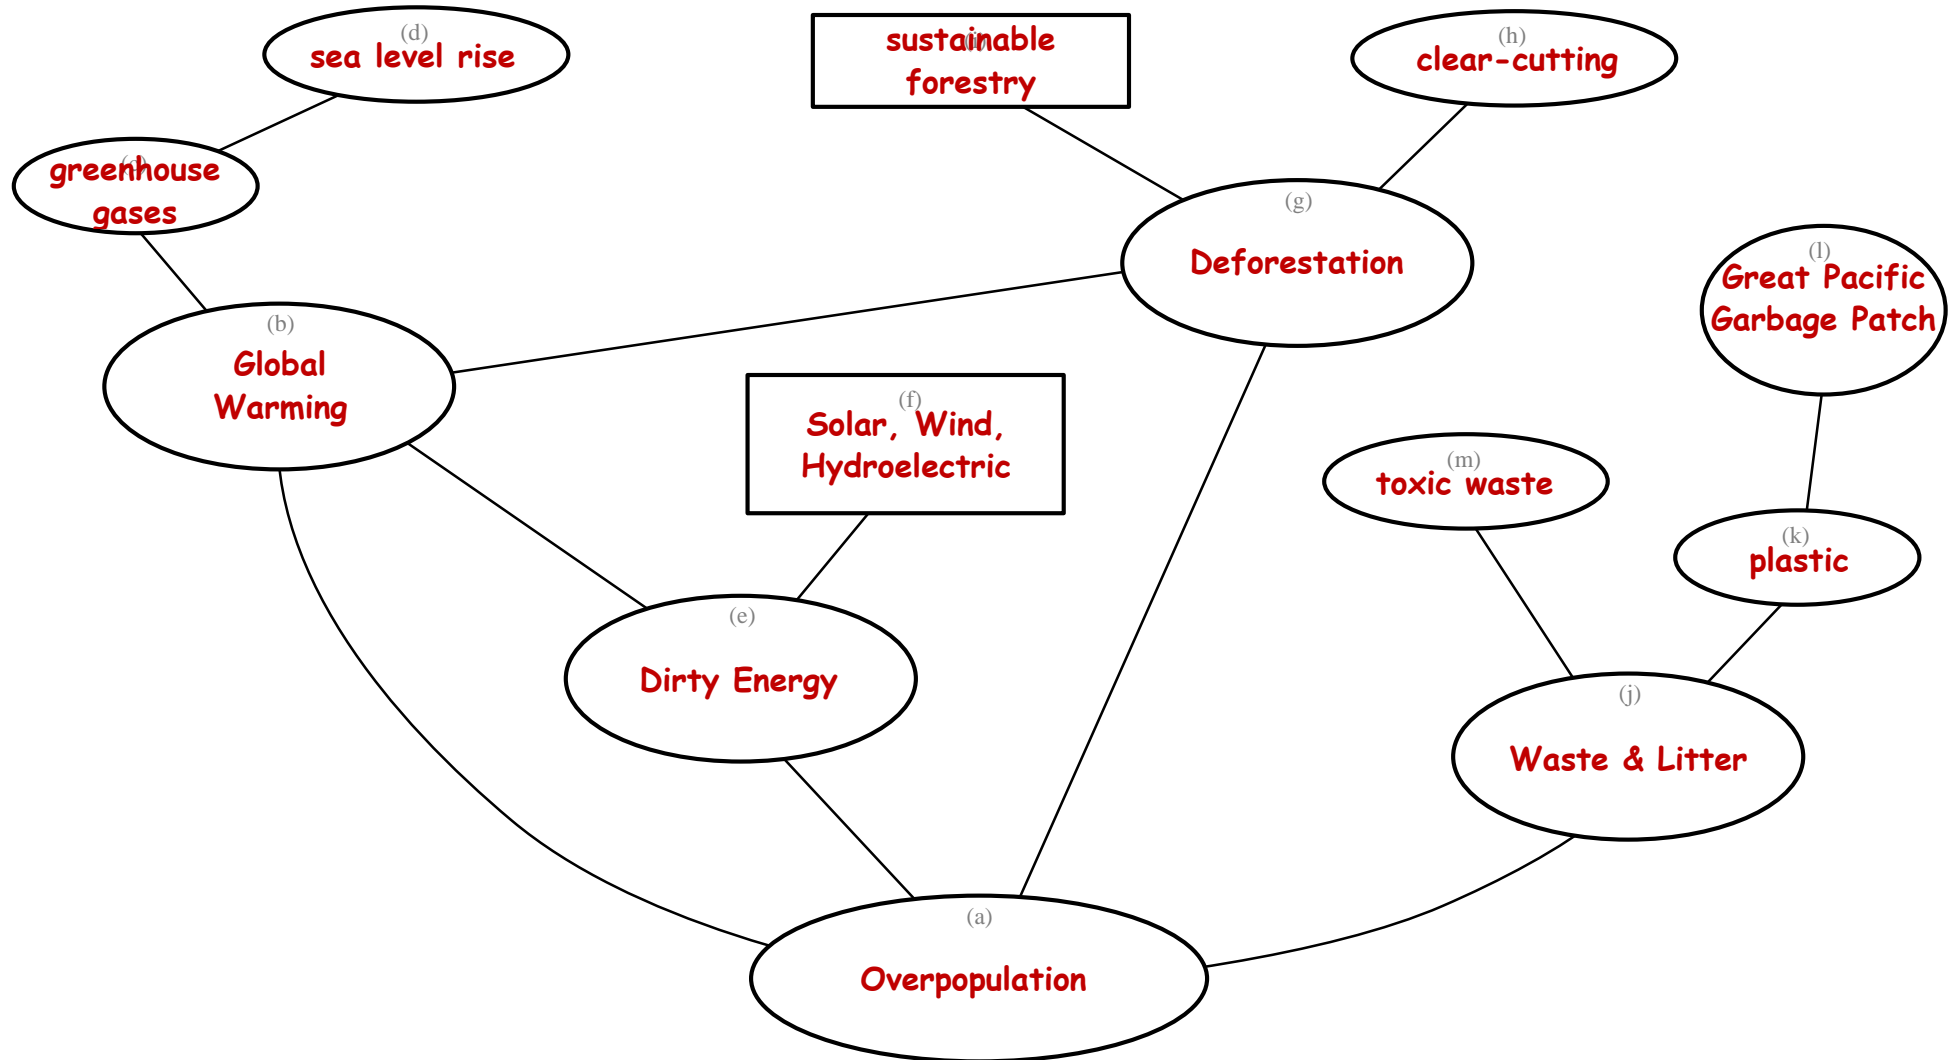 (d)
sea level rise
(i)
sustainable
forestry
(h)
clear-cutting
(c)
greenhouse
gases
(g)
Deforestation
(l)
Great Pacific
Garbage Patch
(b)
Global
Warming
(f)
Solar, Wind,
Hydroelectric
(m)
toxic waste
(k)
plastic
(e)
Dirty Energy
(j)
Waste & Litter
(a)
Overpopulation